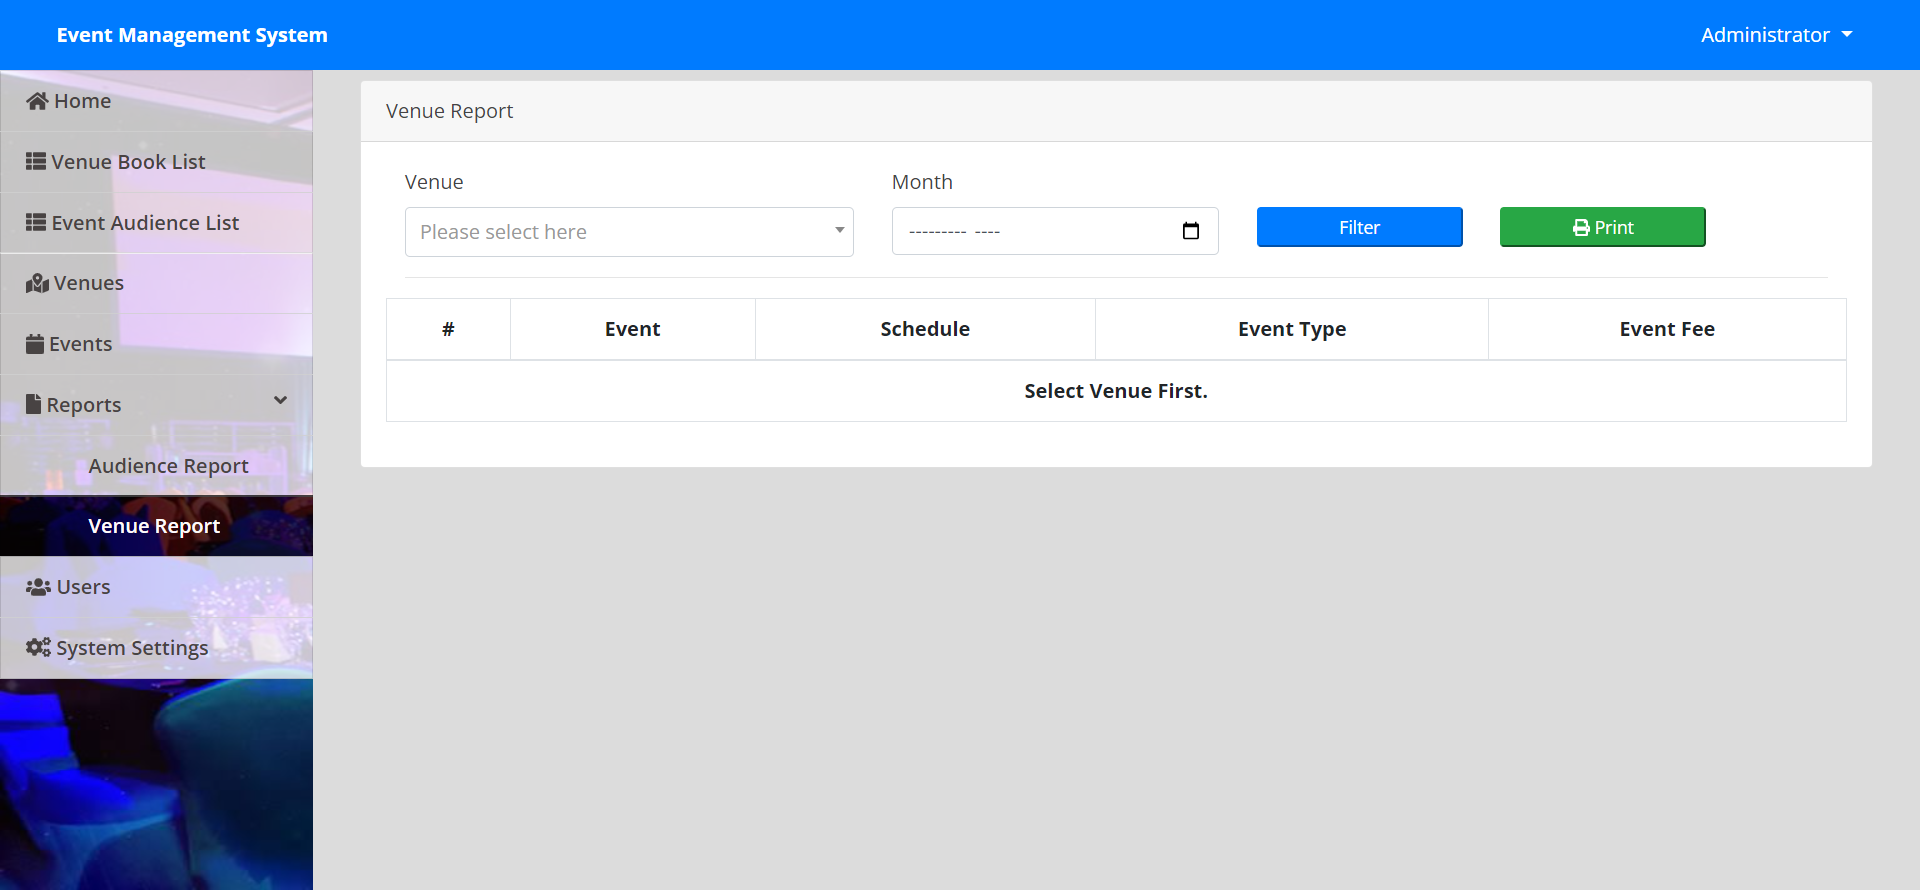 Event Management System
Administrator
Home
Venue Book List
Event Audience List
Venues
Events
Reports
Audience Report
Venue Report
Users
System Settings
Venue Report
Venue
Month
Please select here
--------- ----
Filter
Print
# Event Schedule Event Type Event Fee
Select Venue First.